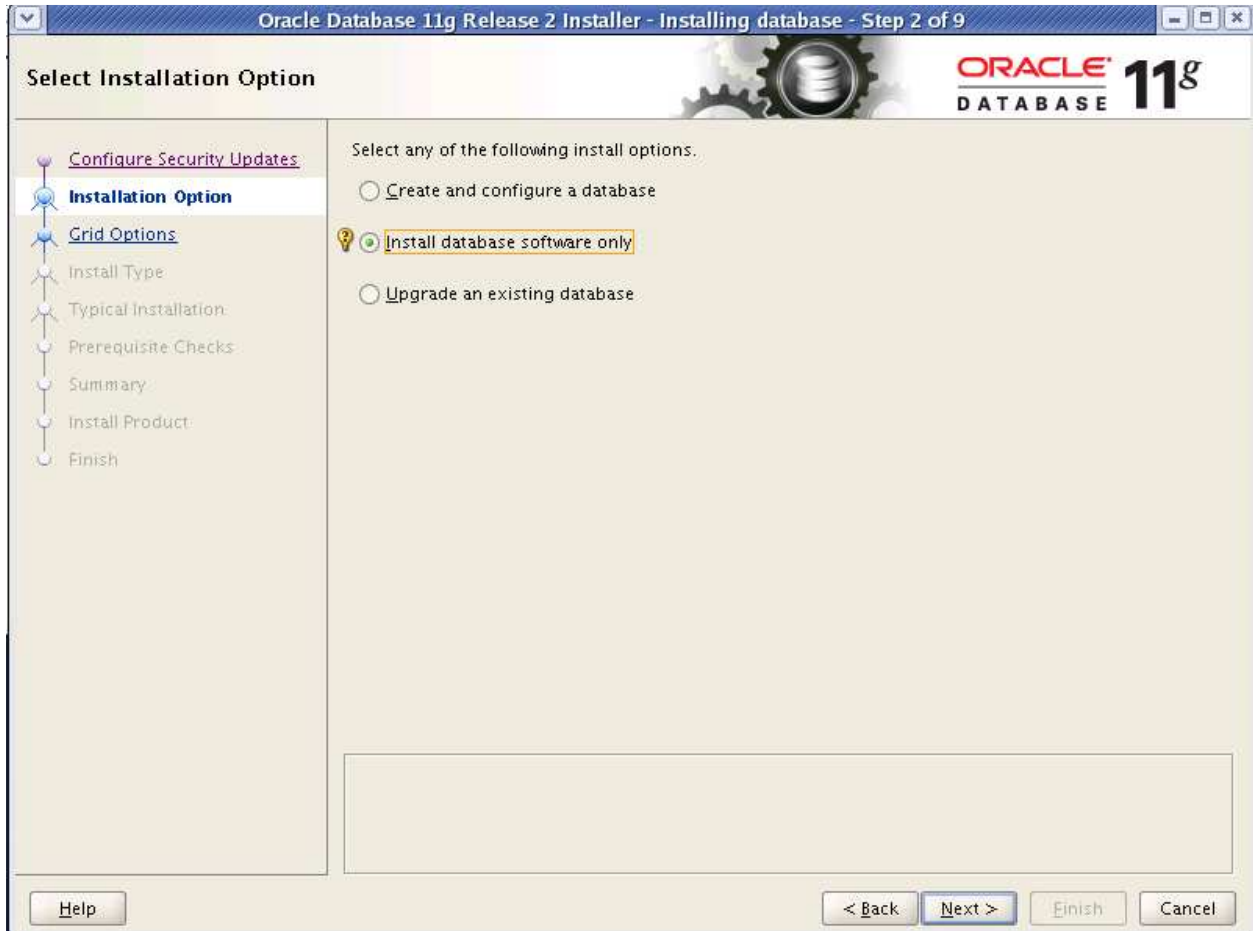 Oracle Database 11g Release 2 Installer - Installing database - Step 2 of 9
Select Installation Option
ORACLE
DATABASE
11g
Configure Security Updates
Installation Option
Grid Options
Install Type
Typical Installation
Prerequisite Checks
Summary
Install Product
Finish
Select any of the following install options.
Create and configure a database
Install database software only
Upgrade an existing database
Help
< Back
Next >
Finish
Cancel